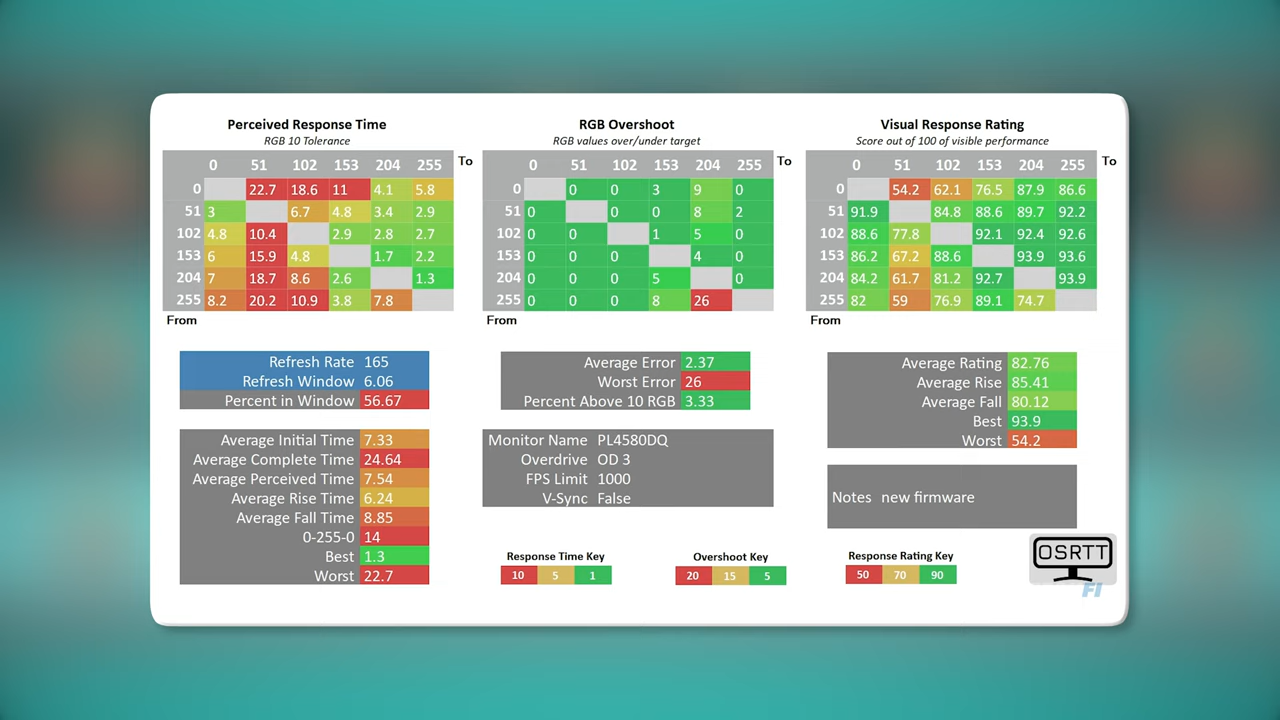 Perceived Response Time
RGB 10 Tolerance
0 51 102 153 204 255 To
0 22.7 18.6 11 4.1 5.8
51 3 6.7 4.8 3.4 2.9
102 4.8 10.4 2.9 2.8 2.7
153 6 15.9 4.8 1.7 2.2
204 7 18.7 8.6 2.6 1.3
255 8.2 20.2 10.9 3.8 7.8
From
RGB Overshoot
RGB values over/under target
0 51 102 153 204 255 To
0 0 0 3 9 0
51 0 0 0 8 2
102 0 0 1 5 0
153 0 0 0 4 0
204 0 0 0 5 0
255 0 0 0 8 26
From
Visual Response Rating
Score out of 100 of visible performance
0 51 102 153 204 255 To
0 54.2 62.1 76.5 87.9 86.6
51 91.9 84.8 88.6 89.7 92.2
102 88.6 77.8 92.1 92.4 92.6
153 86.2 67.2 88.6 93.9 93.6
204 84.2 61.7 81.2 92.7 93.9
255 82 59 76.9 89.1 74.7
From
Refresh Rate 165
Refresh Window 6.06
Percent in Window 56.67
Average Initial Time 7.33
Average Complete Time 24.64
Average Perceived Time 7.54
Average Rise Time 6.24
Average Fall Time 8.85
0-255-0 14
Best 1.3
Worst 22.7
Average Error 2.37
Worst Error 26
Percent Above 10 RGB 3.33
Monitor Name PL4580DQ
Overdrive OD 3
FPS Limit 1000
V-Sync False
Response Time Key
10 5 1
Overshoot Key
20 15 5
Average Rating 82.76
Average Rise 85.41
Average Fall 80.12
Best 93.9
Worst 54.2
Notes new firmware
Response Rating Key
50 70 90
OSRTT
FI